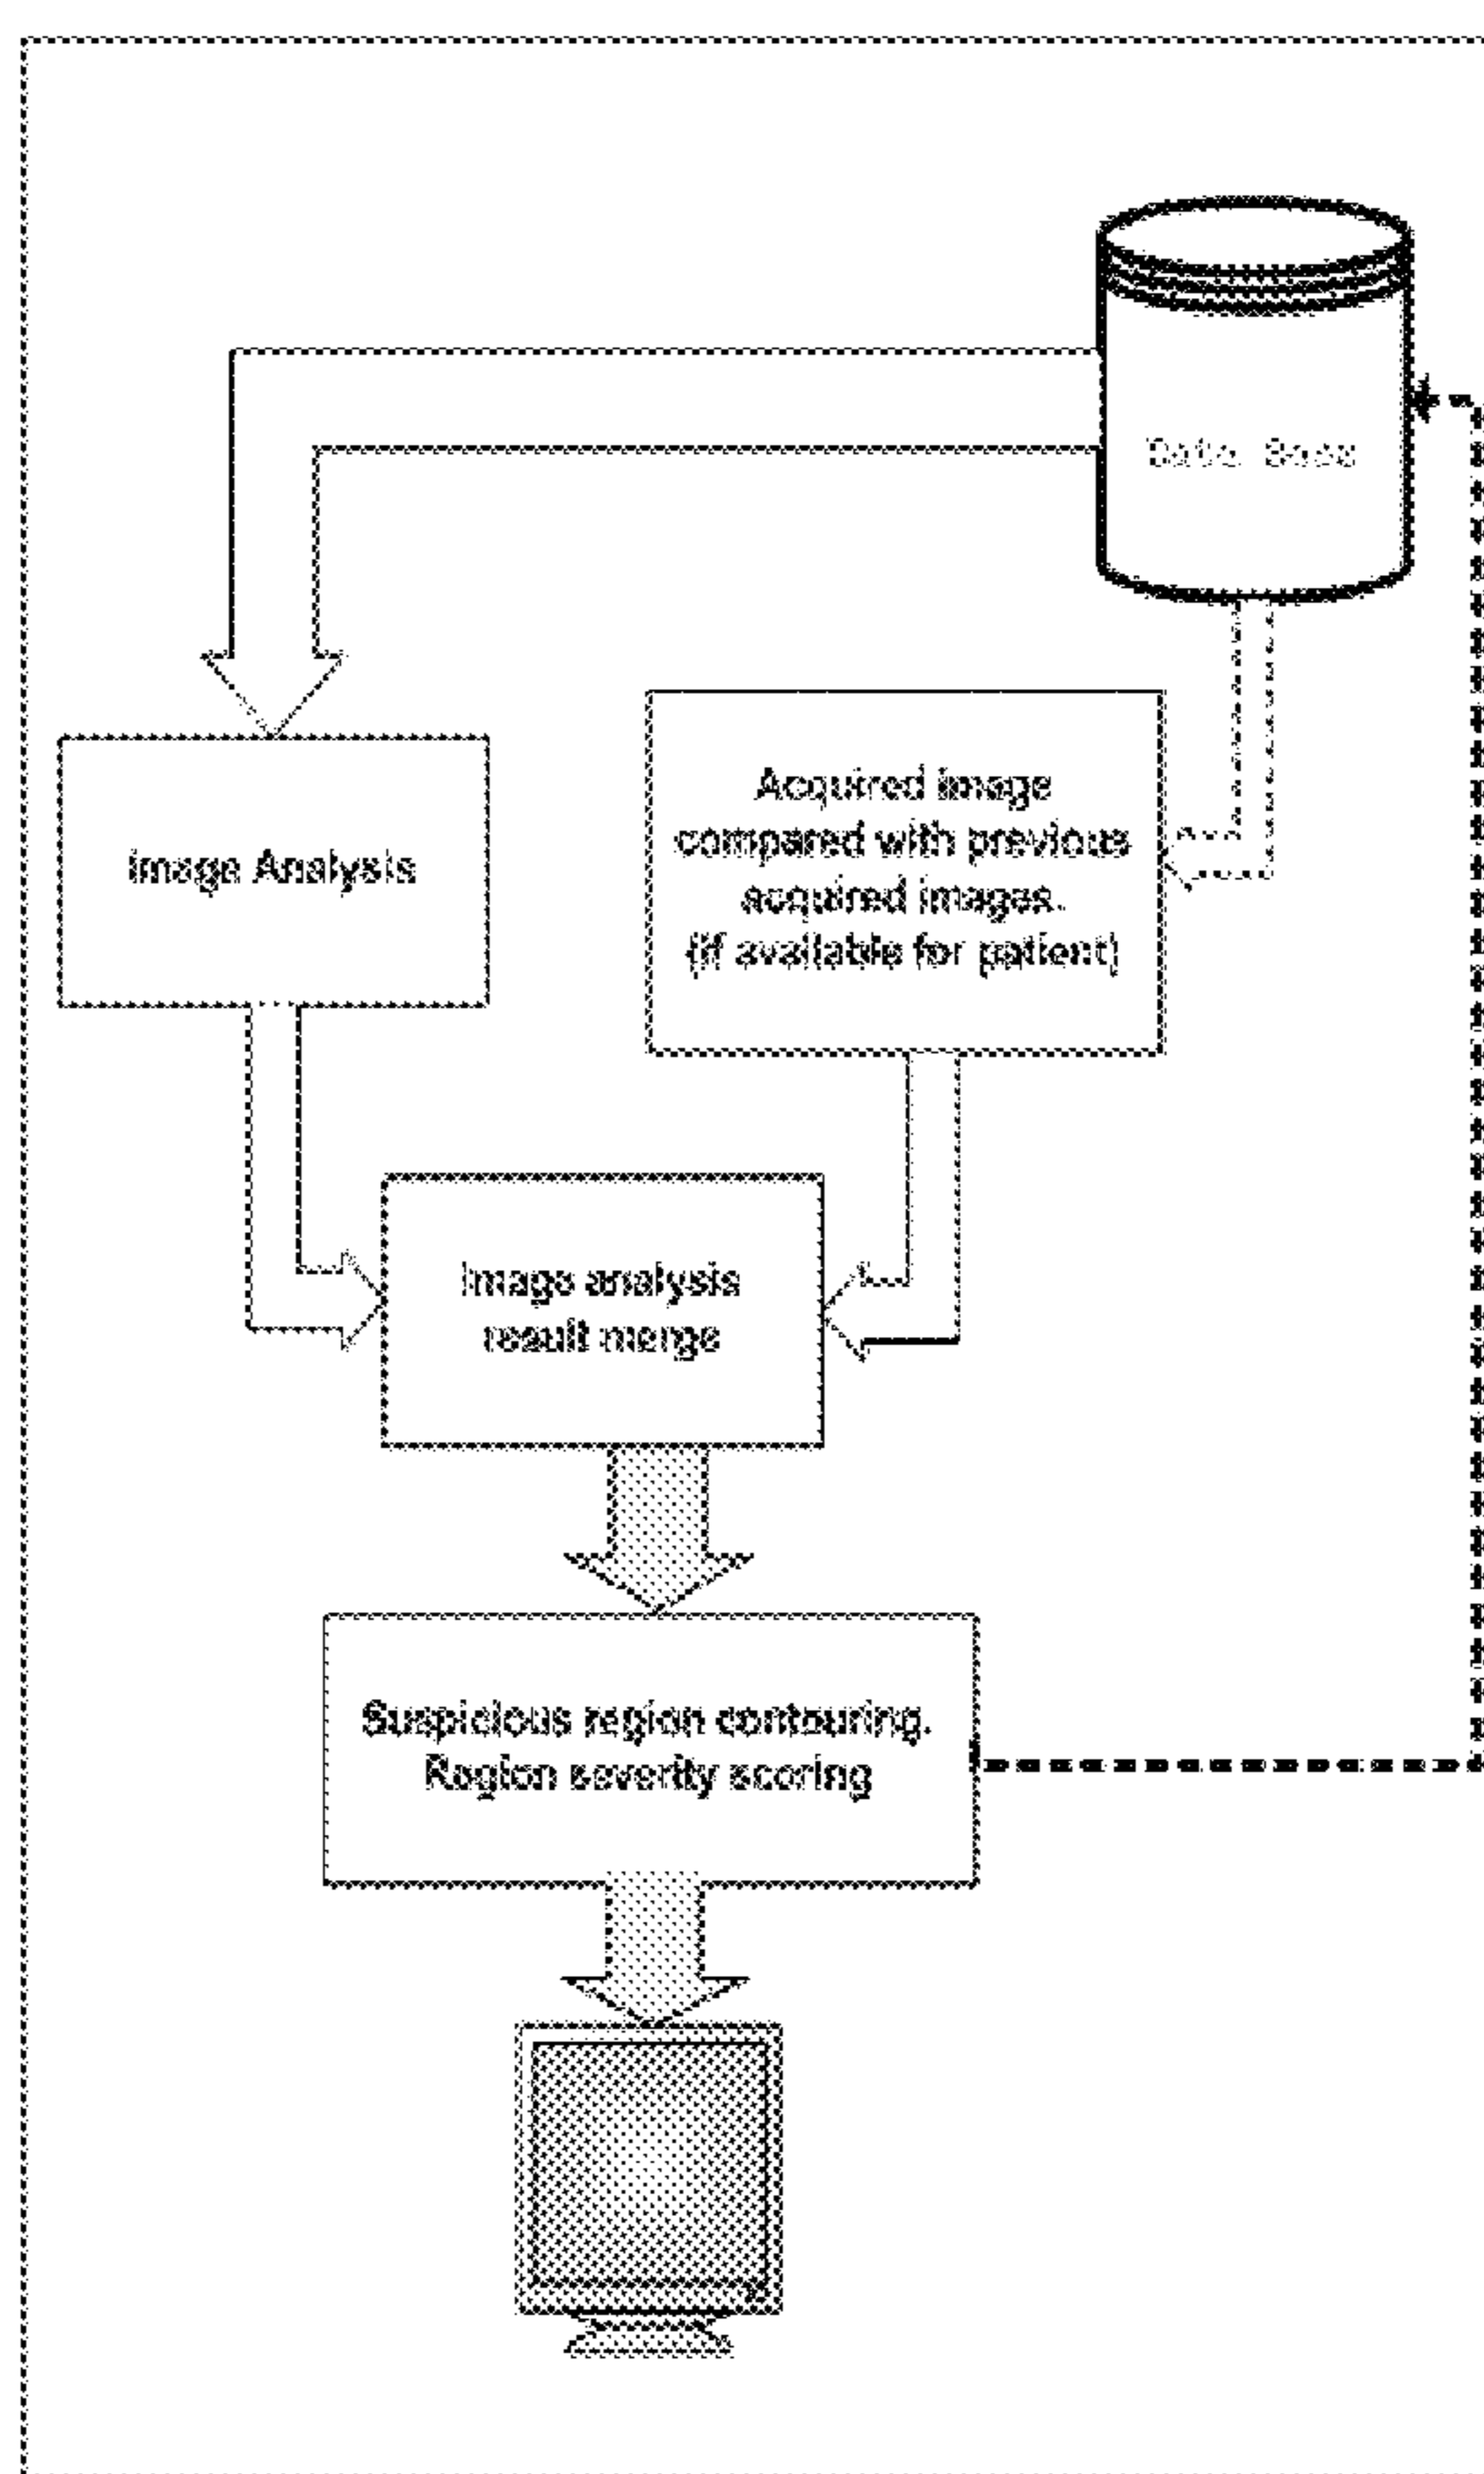 Data Base
Image Analysis
Acquired image
compared with previous
acquired images.
(if available for patient)
Image analysis
result merge
Suspicious region contouring.
Region severity scoring